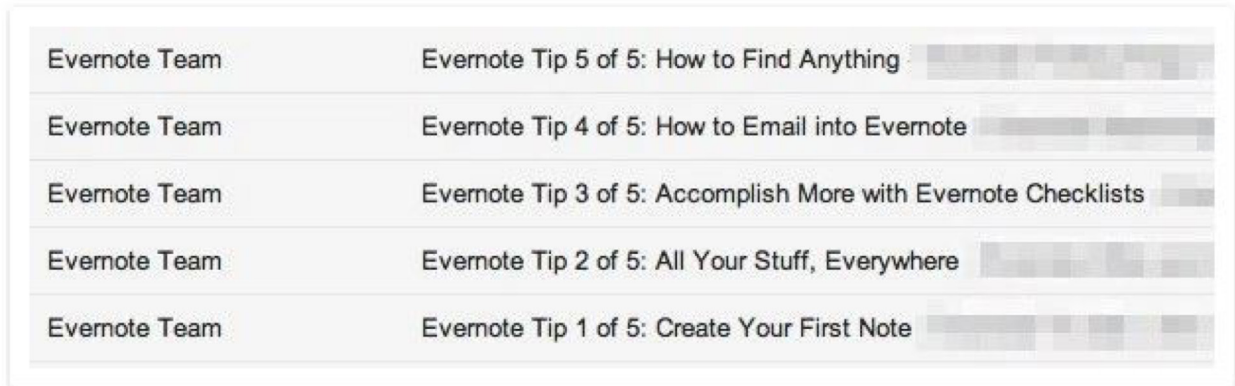 Evernote Team Evernote Tip 5 of 5: How to Find Anything
Evernote Team Evernote Tip 4 of 5: How to Email into Evernote
Evernote Team Evernote Tip 3 of 5: Accomplish More with Evernote Checklists
Evernote Team Evernote Tip 2 of 5: All Your Stuff, Everywhere
Evernote Team Evernote Tip 1 of 5: Create Your First Note